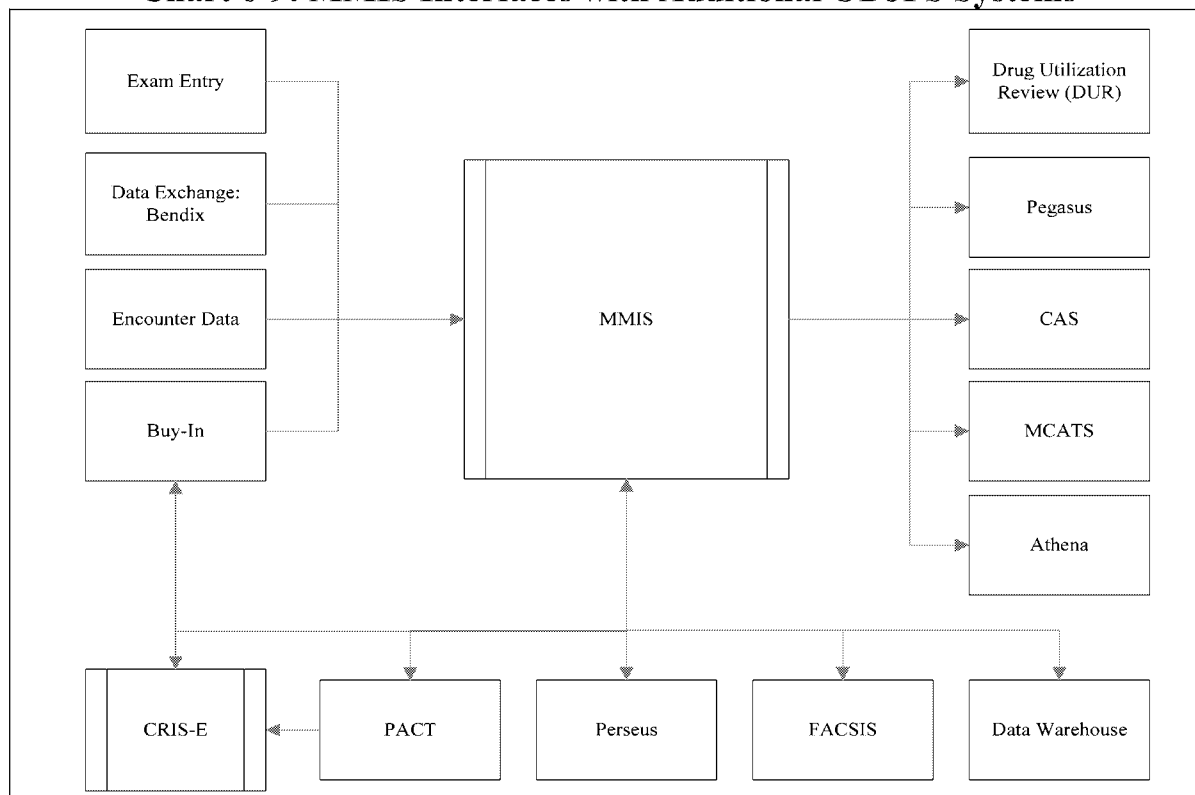 Exam Entry
Data Exchange:
Bendix
Encounter Data
Buy-In
MMIS
Drug Utilization
Review (DUR)
Pegasus
CAS
MCATS
Athena
CRIS-E
PACT
Perseus
FACSIS
Data Warehouse